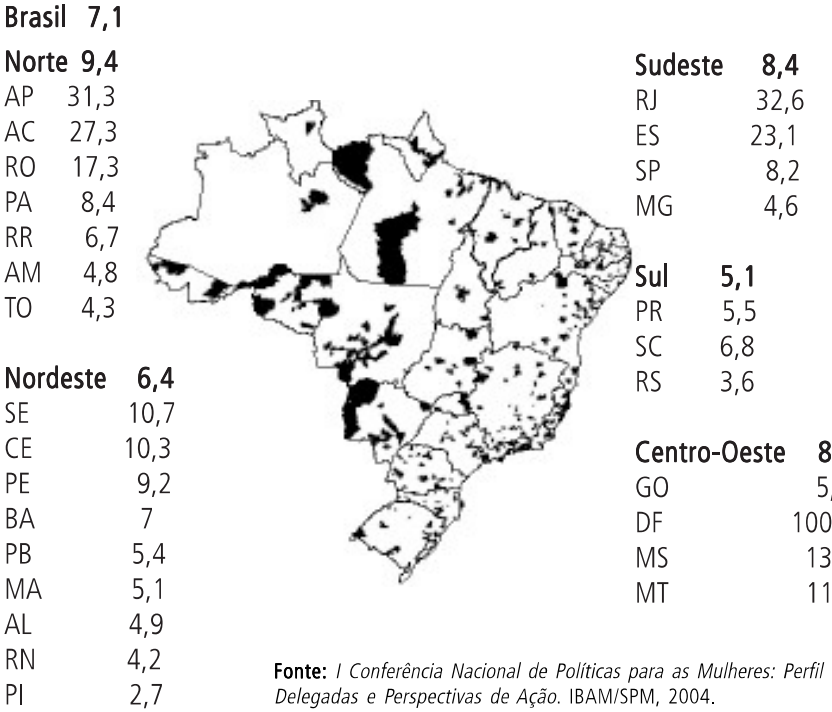 Brasil 7,1
Norte 9,4
AP 31,3
AC 27,3
RO 17,3
PA 8,4
RR 6,7
AM 4,8
TO 4,3
Nordeste 6,4
SE 10,7
CE 10,3
PE 9,2
BA 7
PB 5,4
MA 5,1
AL 4,9
RN 4,2
PI 2,7
Sudeste 8,4
RJ 32,6
ES 23,1
SP 8,2
MG 4,6
Sul 5,1
PR 5,5
SC 6,8
RS 3,6
Centro-Oeste 8
GO 5,
DF 100
MS 13
MT 11
Fonte: I Conferência Nacional de Políticas para as Mulheres: Perfil
Delegadas e Perspectivas de Ação. IBAM/SPM, 2004.